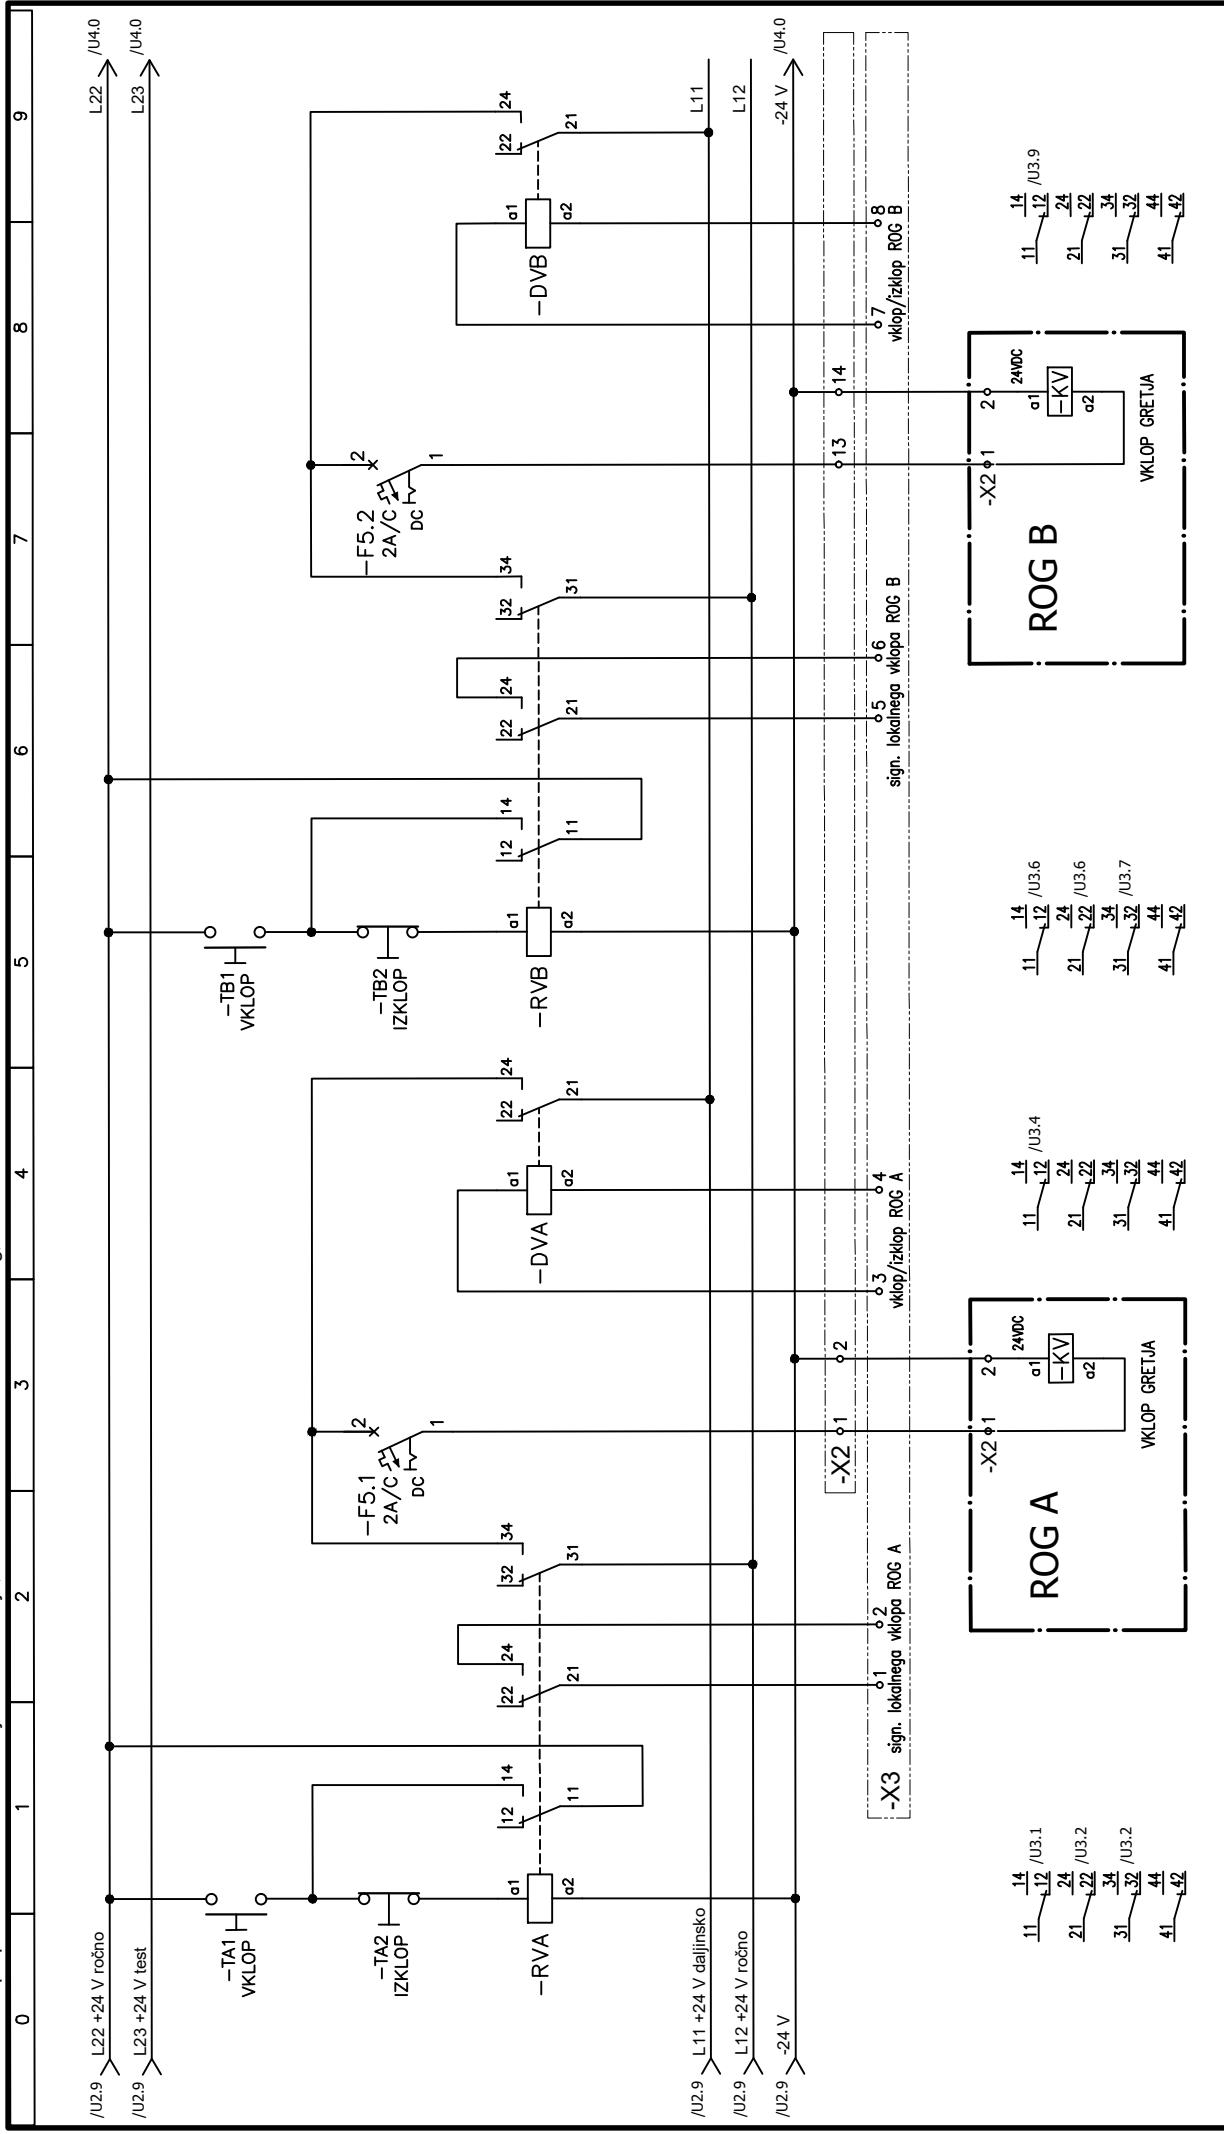 0 1 2 3 4 5 6 7 8 9
/U2.9 L22 +24 V ročno L22 /U4.0
/U2.9 L23 +24 V test L23 /U4.0
-TA1
VKLOP
-TA2
IZKLOP
-RVA
a1
a2
12 14
11
22 24
21
32 34
31
-F5.1
2A/C
DC
2
1
-DVA
a1
a2
22 24
21
-TB1
VKLOP
-TB2
IZKLOP
-RVB
a1
a2
12 14
11
22 24
21
32 34
31
-F5.2
2A/C
DC
2
1
-DVB
a1
a2
22 24
21
/U2.9 L11 +24 V daljinsko L11
/U2.9 L12 +24 V ročno L12
/U2.9 -24 V -24 V /U4.0
-X2 1 2 13 14
-X3 1 2 3 4 5 6 7 8
sign. lokalnega vklopa ROG A
vklop/izklop ROG A
sign. lokalnega vklopa ROG B
vklop/izklop ROG B
ROG A
-X2 1 2
24VDC
a1
-KV
a2
VKLOP GRETJA
ROG B
-X2 1 2
24VDC
a1
-KV
a2
VKLOP GRETJA
11 14 12 /U3.1
21 24 22 /U3.2
31 34 32 /U3.2
41 44 42
11 14 12 /U3.4
21 24 22
31 34 32
41 44 42
11 14 12 /U3.6
21 24 22 /U3.6
31 34 32 /U3.7
41 44 42
11 14 12 /U3.9
21 24 22
31 34 32
41 44 42